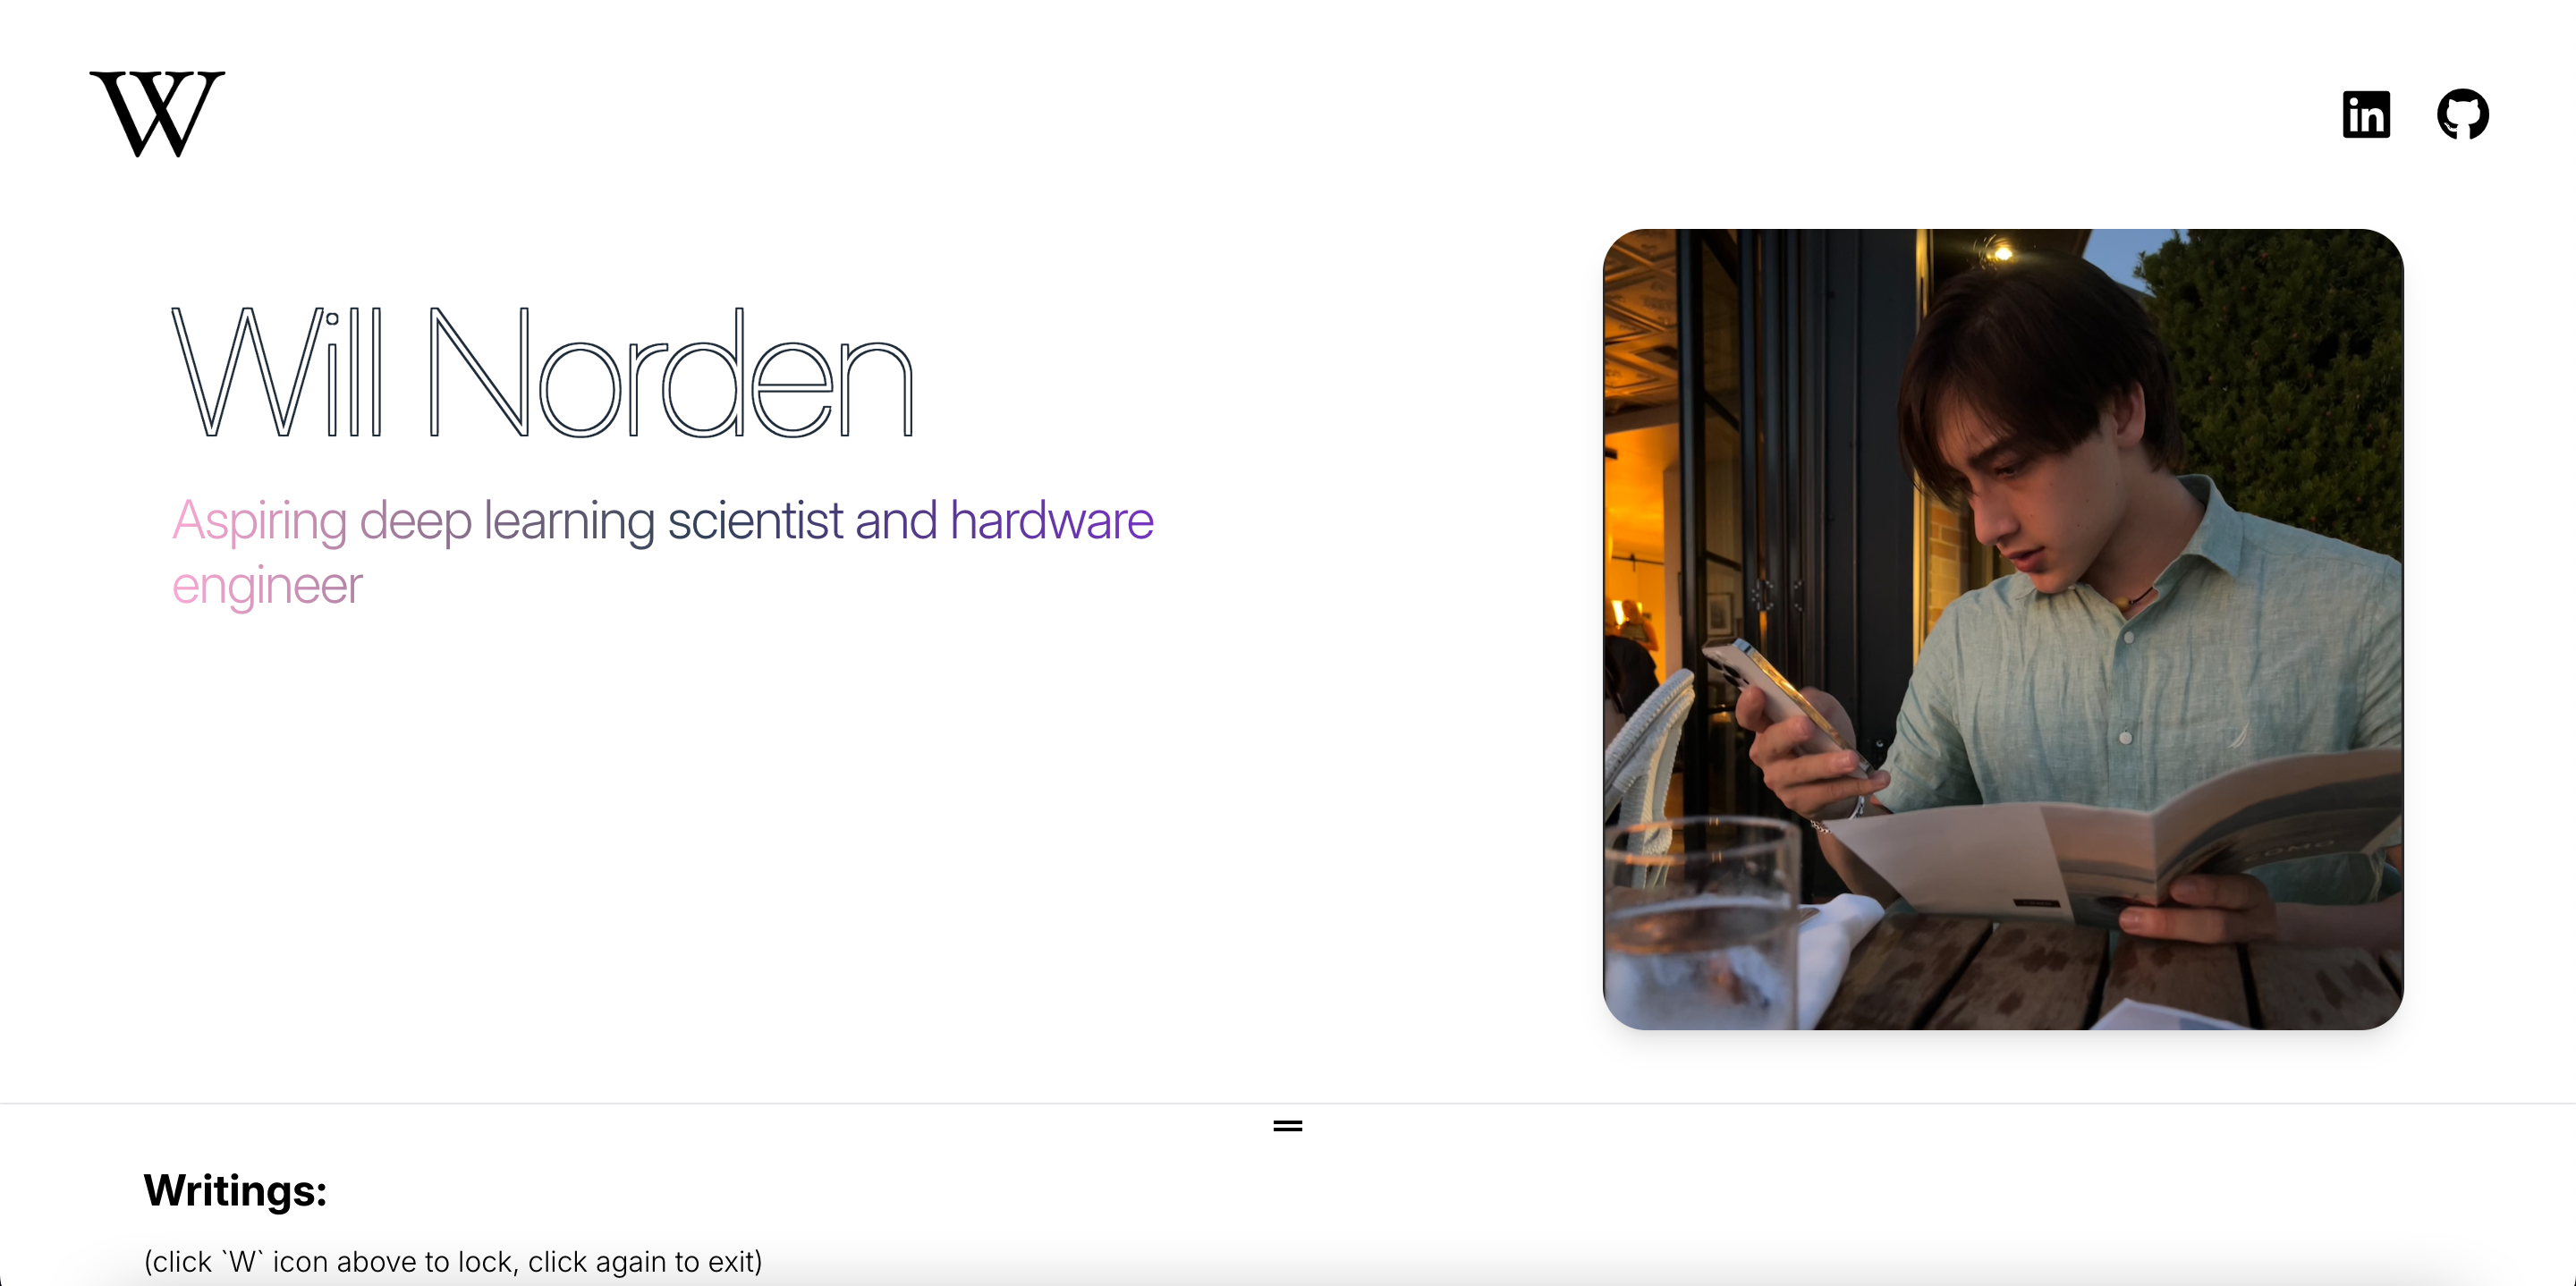 W
in
Will Norden
Aspiring deep learning scientist and hardware
engineer
COMO
Writings:
(click `W` icon above to lock, click again to exit)